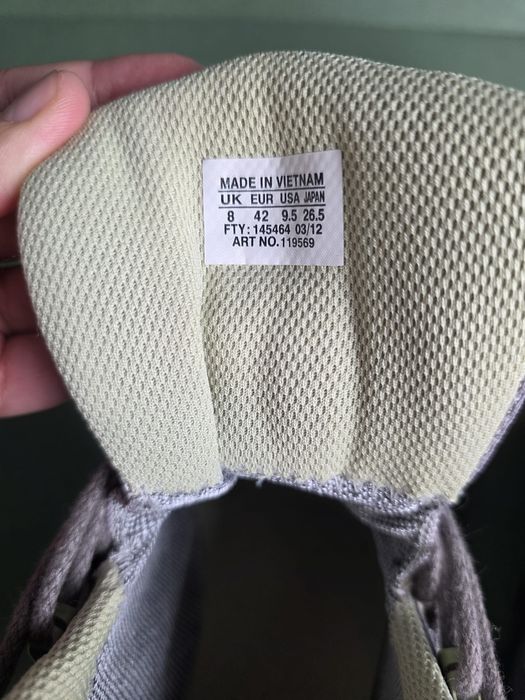 MADE IN VIETNAM
UK EUR USA JAPAN
8 42 9.5 26.5
FTY: 145464 03/12
ART NO. 119569